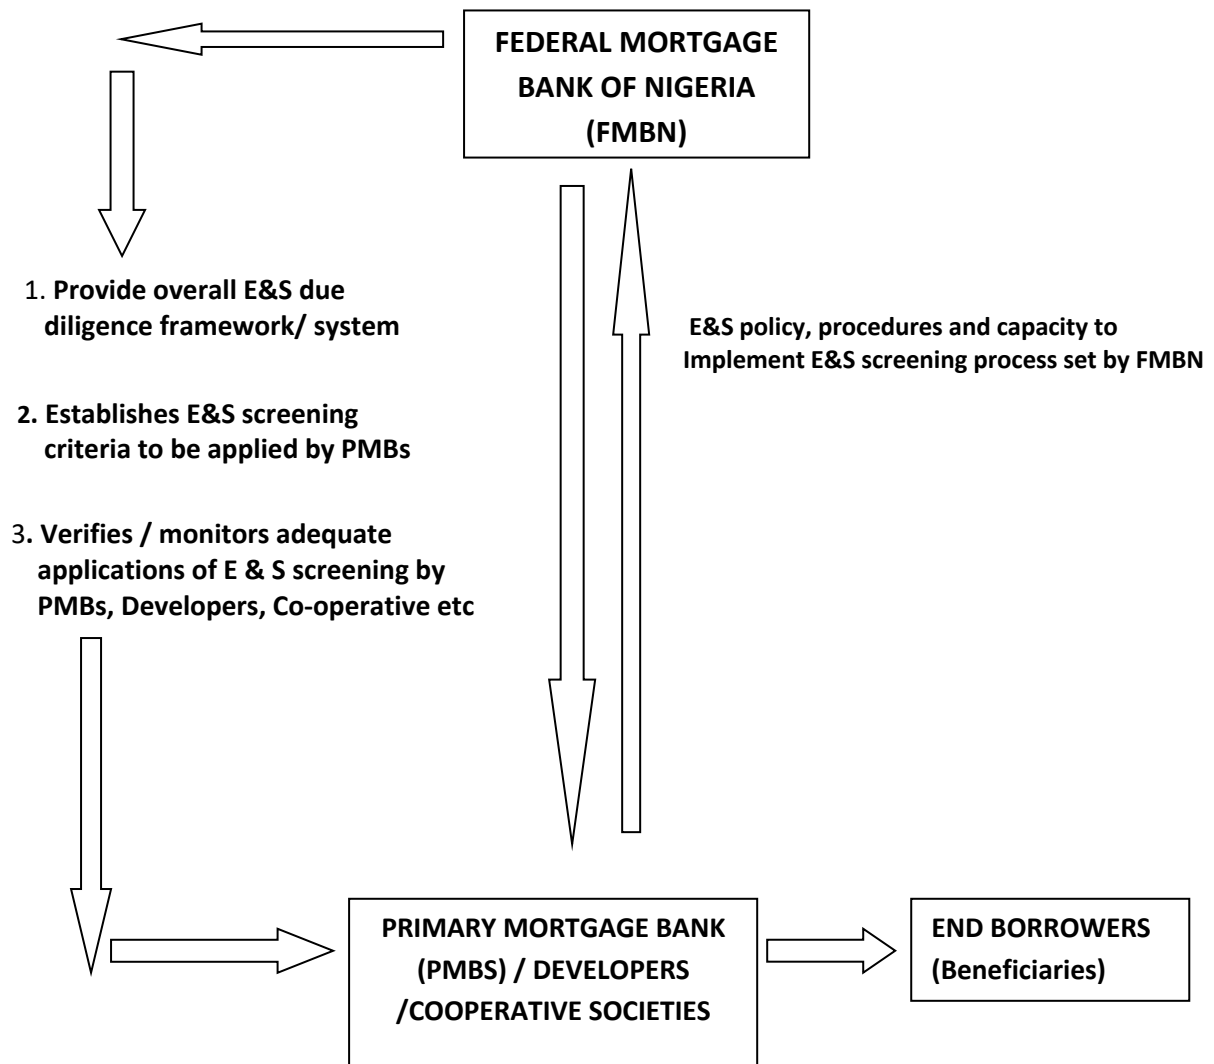 FEDERAL MORTGAGE
BANK OF NIGERIA
(FMBN)
1. Provide overall E&S due
diligence framework/ system
2. Establishes E&S screening
criteria to be applied by PMBs
3. Verifies / monitors adequate
applications of E & S screening by
PMBs, Developers, Co-operative etc
E&S policy, procedures and capacity to
Implement E&S screening process set by FMBN
PRIMARY MORTGAGE BANK
(PMBS) / DEVELOPERS
/COOPERATIVE SOCIETIES
END BORROWERS
(Beneficiaries)